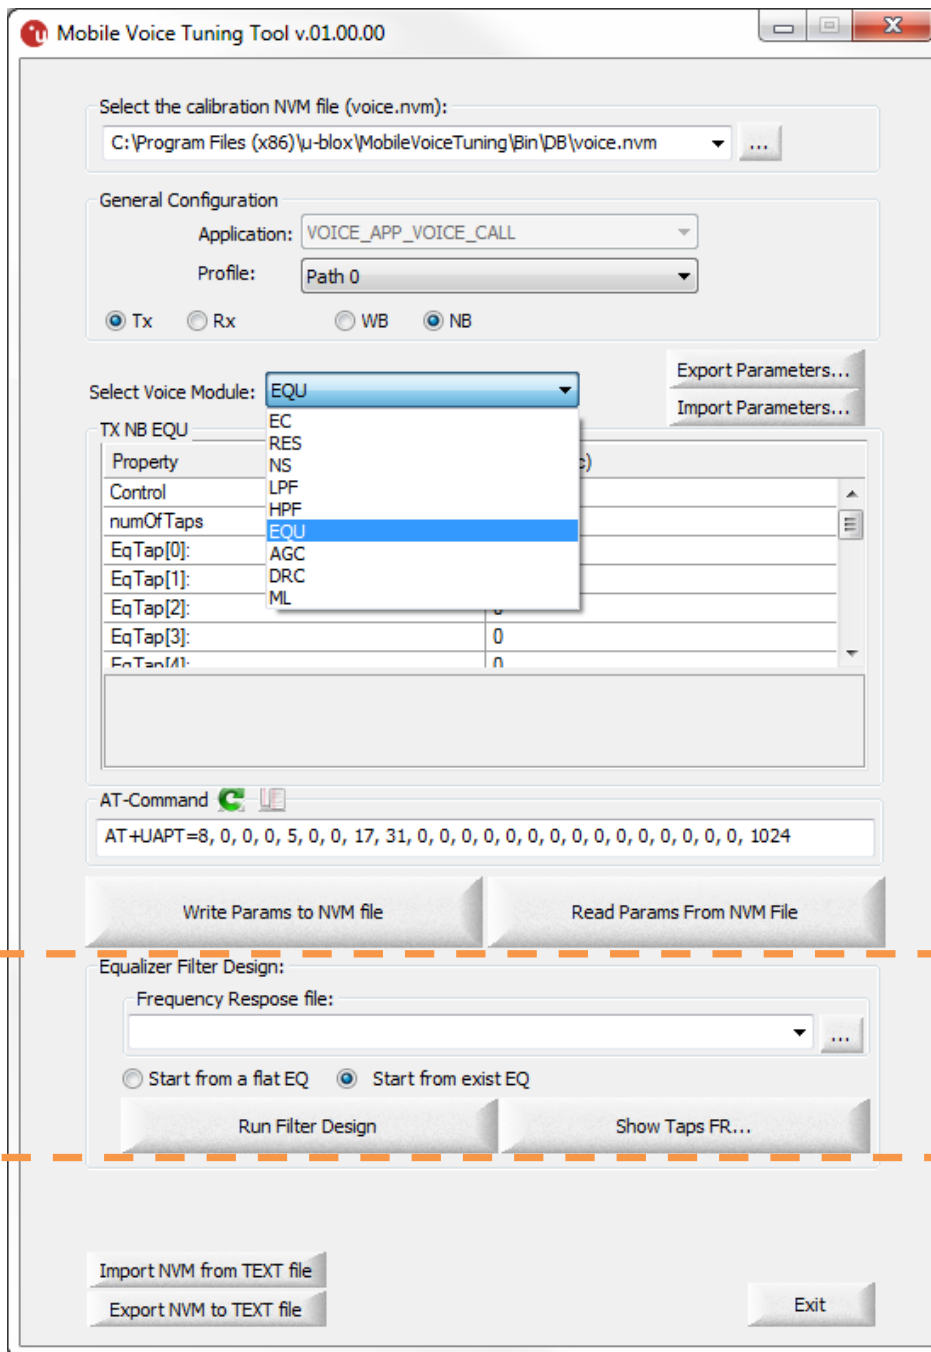 Mobile Voice Tuning Tool v.01.00.00
Select the calibration NVM file (voice.nvm):
C:\Program Files (x86)\u-blox\MobileVoiceTuning\Bin\DB\voice.nvm
...
General Configuration
Application: VOICE_APP_VOICE_CALL
Profile: Path 0
Tx Rx WB NB
Export Parameters...
Select Voice Module: EQU
Import Parameters...
EC
RES
NS
LPF
HPF
EQU
AGC
DRC
ML
TX NB EQU
Property c)
Control
numOfTaps
EqTap[0]:
EqTap[1]:
EqTap[2]: 0
EqTap[3]: 0
EqTap[4]: 0
AT-Command
AT+UAPT=8, 0, 0, 0, 5, 0, 0, 17, 31, 0, 0, 0, 0, 0, 0, 0, 0, 0, 0, 0, 0, 0, 0, 0, 1024
Write Params to NVM file Read Params From NVM File
Equalizer Filter Design:
Frequency Respose file:
...
Start from a flat EQ Start from exist EQ
Run Filter Design Show Taps FR...
Import NVM from TEXT file
Export NVM to TEXT file
Exit